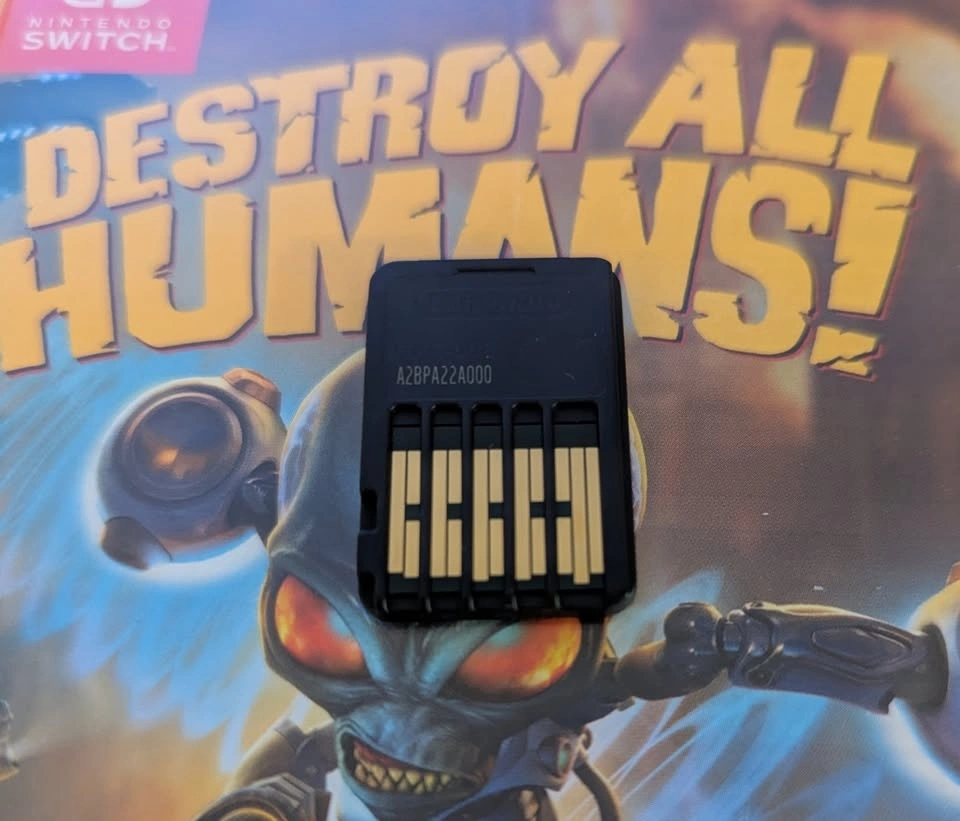 NINTENDO
SWITCH
DESTROY ALL
HUMANS!
A2BPA22A000